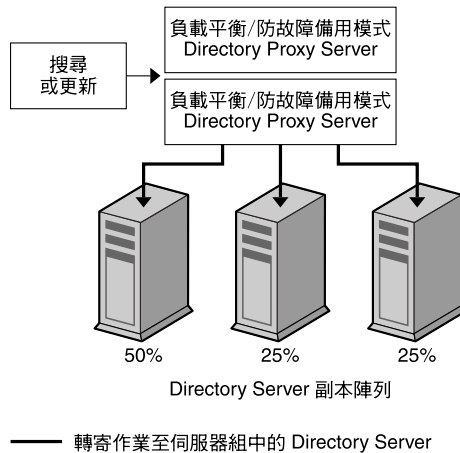 負載平衡/防故障備用模式
Directory Proxy Server
搜尋
或更新
負載平衡/防故障備用模式
Directory Proxy Server
50%
25%
25%
Directory Server 副本陣列
轉寄作業至伺服器組中的 Directory Server